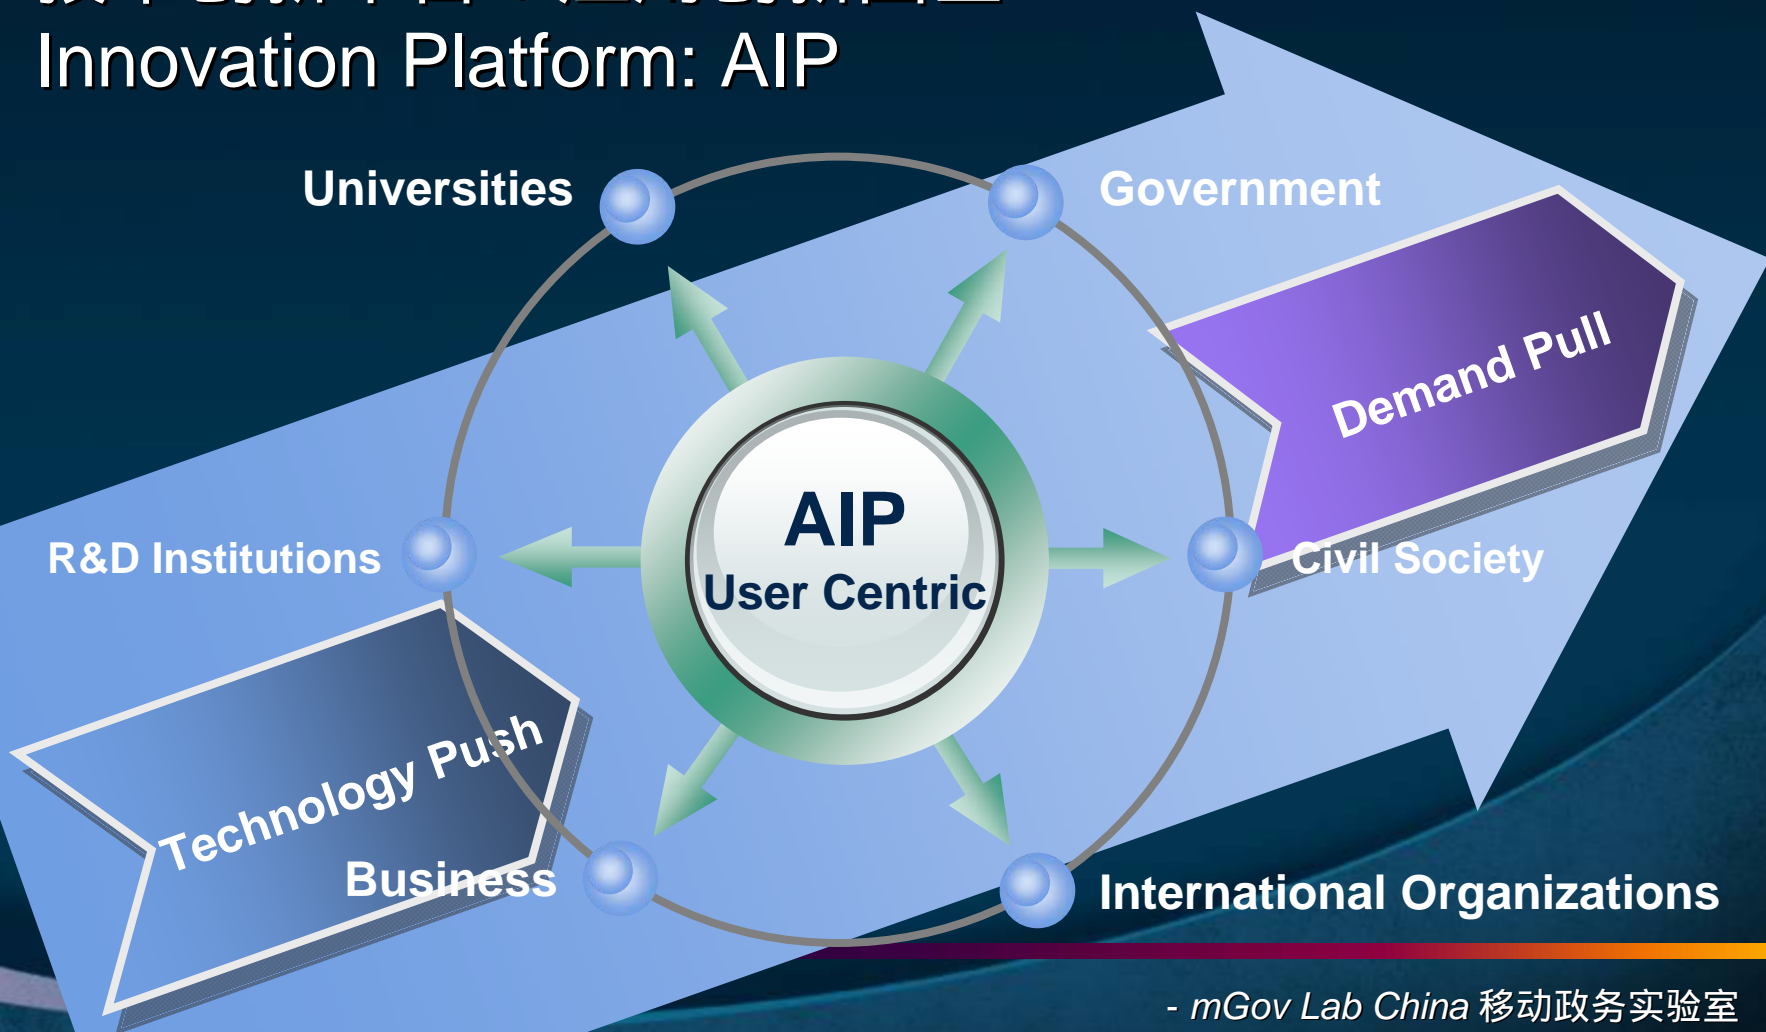 Innovation Platform: AIP
Universities
Government
Demand Pull
AIP
User Centric
R&D Institutions
Civil Society
Technology Push
Business
International Organizations
- mGov Lab China 移动政务实验室